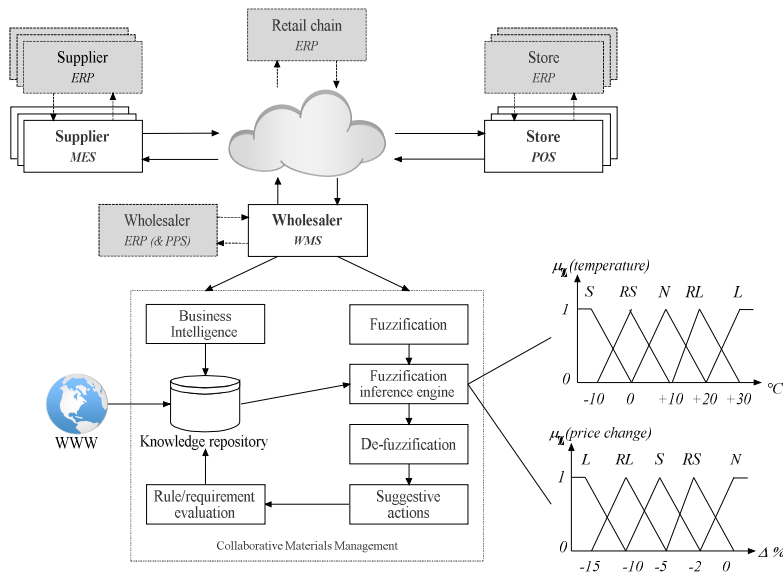 Retail chain
ERP
Supplier
ERP
Store
ERP
Supplier
MES
Store
POS
Wholesaler
ERP (& PPS)
Wholesaler
WMS
Business
Intelligence
Fuzzification
WWW
Knowledge repository
Fuzzification
inference engine
De-fuzzification
Rule/requirement
evaluation
Suggestive
actions
Collaborative Materials Management
(temperature)
S RS N RL L
1
0
-10 0 +10 +20 +30 °C
(price change)
L RL S RS N
1
0
-15 -10 -5 -2 0 Δ %